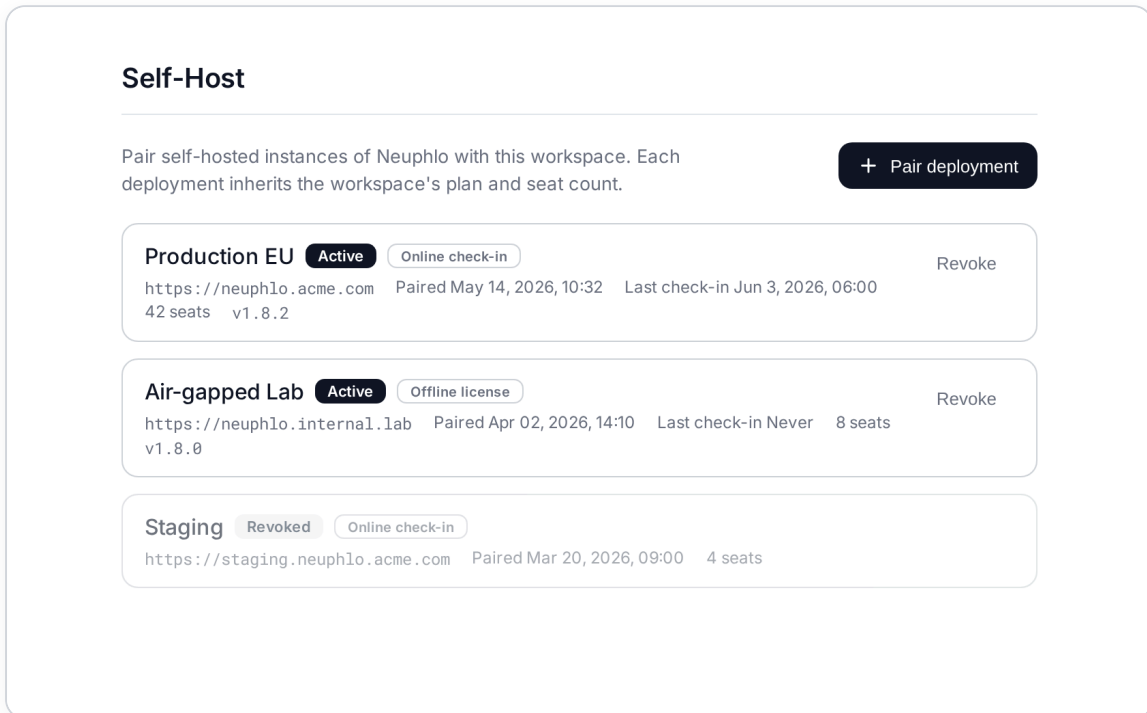 Self-Host
Pair self-hosted instances of Neuphlo with this workspace. Each
deployment inherits the workspace's plan and seat count.
+ Pair deployment
Production EU Active Online check-in
Revoke
https://neuphlo.acme.com Paired May 14, 2026, 10:32 Last check-in Jun 3, 2026, 06:00
42 seats v1.8.2
Air-gapped Lab Active Offline license
Revoke
https://neuphlo.internal.lab Paired Apr 02, 2026, 14:10 Last check-in Never 8 seats
v1.8.0
Staging Revoked Online check-in
https://staging.neuphlo.acme.com Paired Mar 20, 2026, 09:00 4 seats